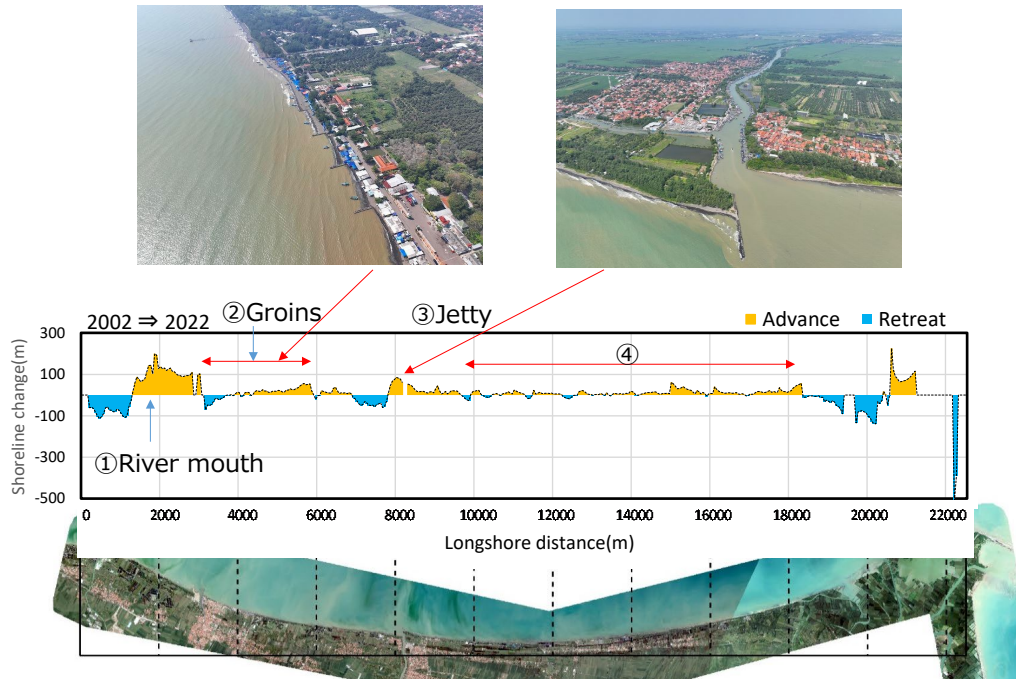 2002 ⇒ 2022
②Groins
③Jetty
Advance
Retreat
④
①River mouth
Shoreline change(m)
300
100
-100
-300
-500
0
2000
4000
6000
8000
10000
12000
14000
16000
18000
20000
22000
Longshore distance(m)